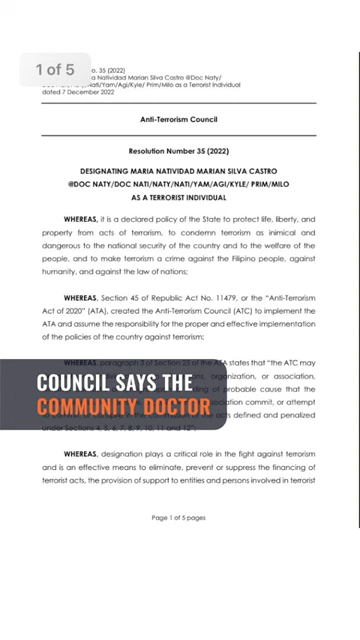 1 of 5
o. 35 (2022)
a Natividad Marian Silva Castro @Doc Naty/
Nati/Yam/Agi/Kyle/ Prim/Milo as a Terrorist Individual
dated 7 December 2022
Anti-Terrorism Council
Resolution Number 35 (2022)
DESIGNATING MARIA NATIVIDAD MARIAN SILVA CASTRO
@DOC NATY/DOC NATI/NATY/NATI/YAM/AGI/KYLE/ PRIM/MILO
AS A TERRORIST INDIVIDUAL
WHEREAS, it is a declared policy of the State to protect life, liberty, and
property from acts of terrorism, to condemn terrorism as inimical and
dangerous to the national security of the country and to the welfare of the
people, and to make terrorism a crime against the Filipino people, against
humanity, and against the law of nations;
WHEREAS, Section 45 of Republic Act No. 11479, or the “Anti-Terrorism
Act of 2020” (ATA), created the Anti-Terrorism Council (ATC) to implement the
ATA and assume the responsibility for the proper and effective implementation
of the policies of the country against terrorism;
WHEREAS, paragraph 3 of Section 25 of the ATA states that “the ATC may
organization, or association,
of probable cause that the
commit, or attempt
defined and penalized
under Sections 4, 5, 6, 7, 8, 9, 10, 11 and 12”;
COUNCIL SAYS THE
COMMUNITY DOCTOR
WHEREAS, designation plays a critical role in the fight against terrorism
and is an effective means to eliminate, prevent or suppress the financing of
terrorist acts, the provision of support to entities and persons involved in terrorist
Page 1 of 5 pages